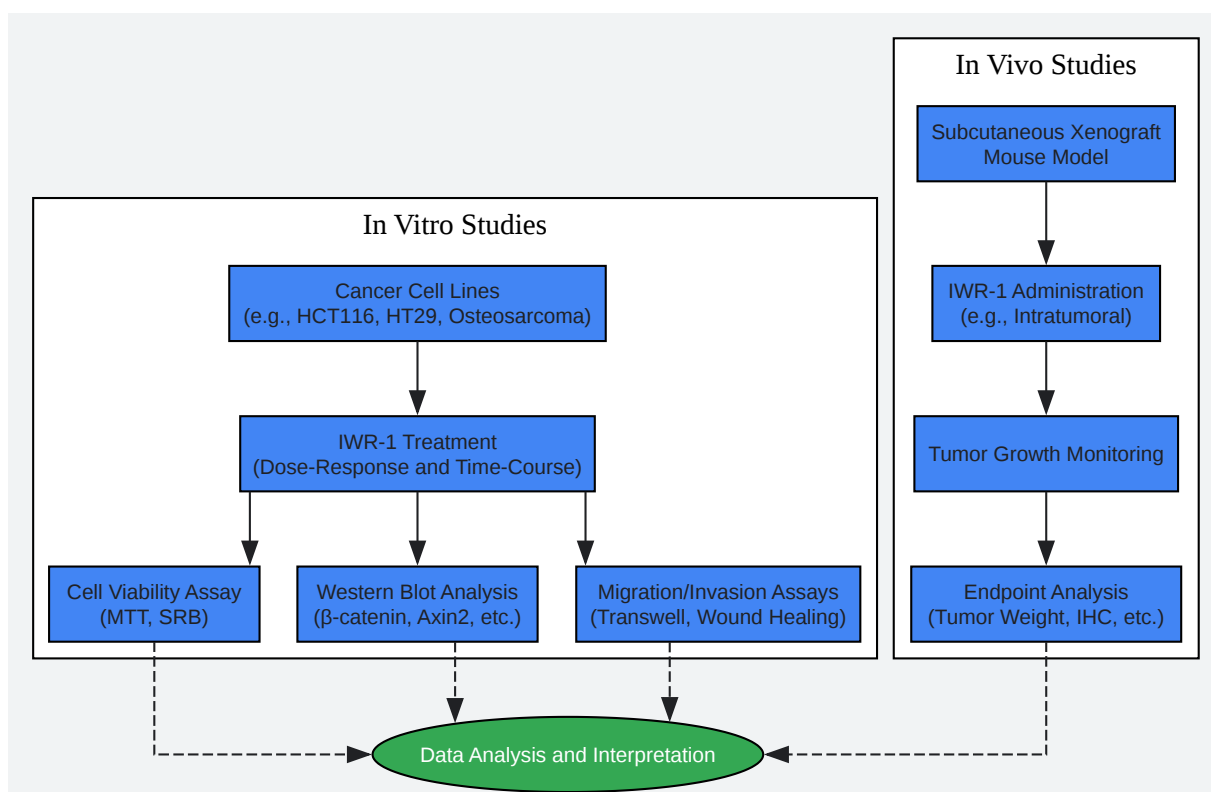 In Vitro Studies
Cancer Cell Lines
(e.g., HCT116, HT29, Osteosarcoma)
IWR-1 Treatment
(Dose-Response and Time-Course)
Cell Viability Assay
(MTT, SRB)
Western Blot Analysis
(β-catenin, Axin2, etc.)
Migration/Invasion Assays
(Transwell, Wound Healing)
In Vivo Studies
Subcutaneous Xenograft
Mouse Model
IWR-1 Administration
(e.g., Intratumoral)
Tumor Growth Monitoring
Endpoint Analysis
(Tumor Weight, IHC, etc.)
Data Analysis and Interpretation